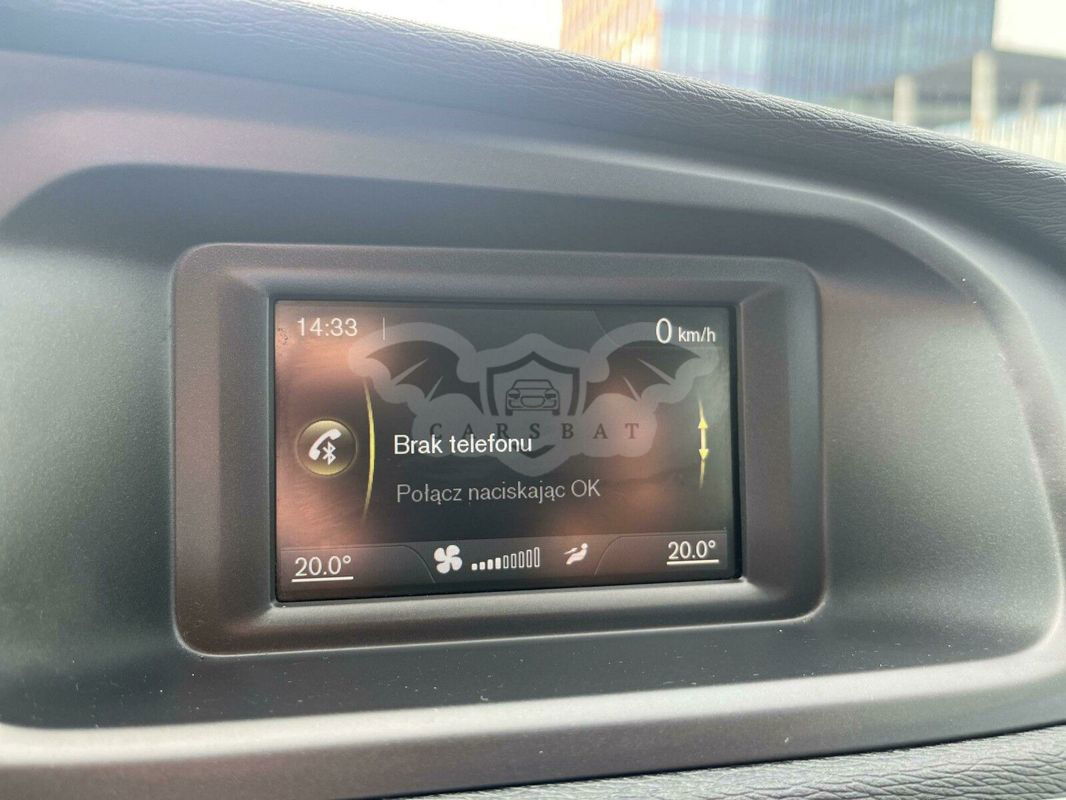 14:33
0 km/h
CARSBAT
Brak telefonu
Połącz naciskając OK
20.0°
20.0°